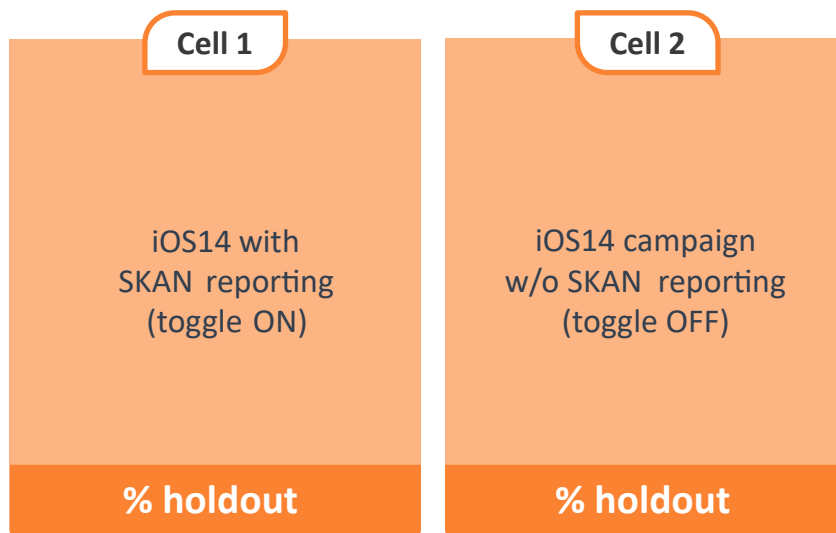 Cell 1
iOS14 with
SKAN reporting
(toggle ON)
% holdout
Cell 2
iOS14 campaign
w/o SKAN reporting
(toggle OFF)
% holdout